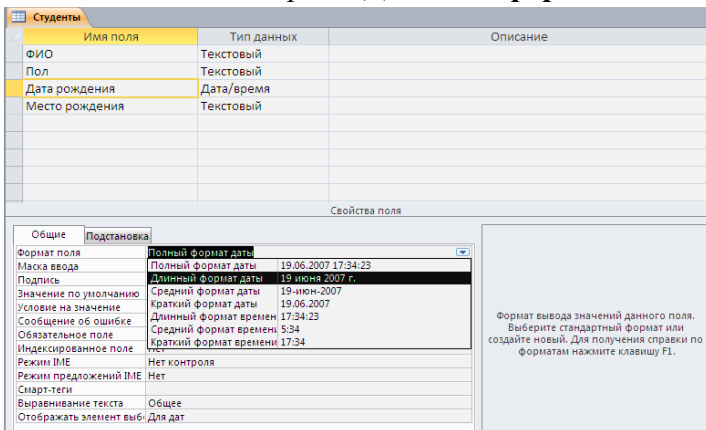 Студенты
Имя поля Тип данных Описание
ФИО Текстовый
Пол Текстовый
Дата рождения Дата/время
Место рождения Текстовый
Свойства поля
Общие Подстановка
Формат поля Полный формат даты
Маска ввода Полный формат даты 19.06.2007 17:34:23
Подпись Длинный формат даты 19 июня 2007 г.
Значение по умолчанию Средний формат даты 19-июн-2007
Условие на значение Краткий формат даты 19.06.2007
Сообщение об ошибке Длинный формат времен 17:34:23
Обязательное поле Средний формат времени 5:34
Индексированное поле Краткий формат времени 17:34
Режим IME Нет контроля
Режим предложений IME Нет
Смарт-теги
Выравнивание текста Общее
Отображать элемент выб Для дат
Формат вывода значений данного поля.
Выберите стандартный формат или
создайте новый. Для получения справки по
форматам нажмите клавишу F1.